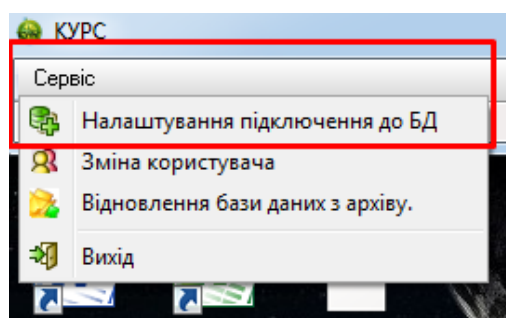 КУРС
Сервіс
Налаштування підключення до БД
Зміна користувача
Відновлення бази даних з архіву.
Вихід